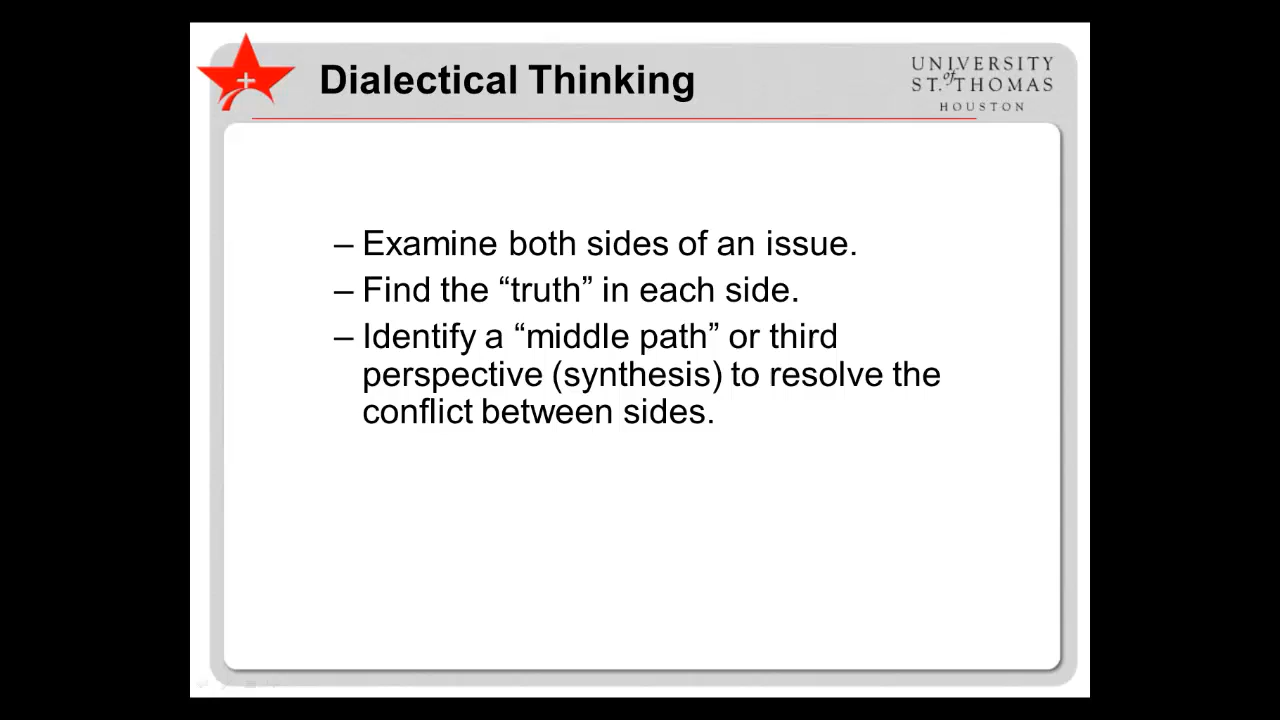 Dialectical Thinking
UNIVERSITY
of
ST. THOMAS
HOUSTON
– Examine both sides of an issue.
– Find the “truth” in each side.
– Identify a “middle path” or third
perspective (synthesis) to resolve the
conflict between sides.